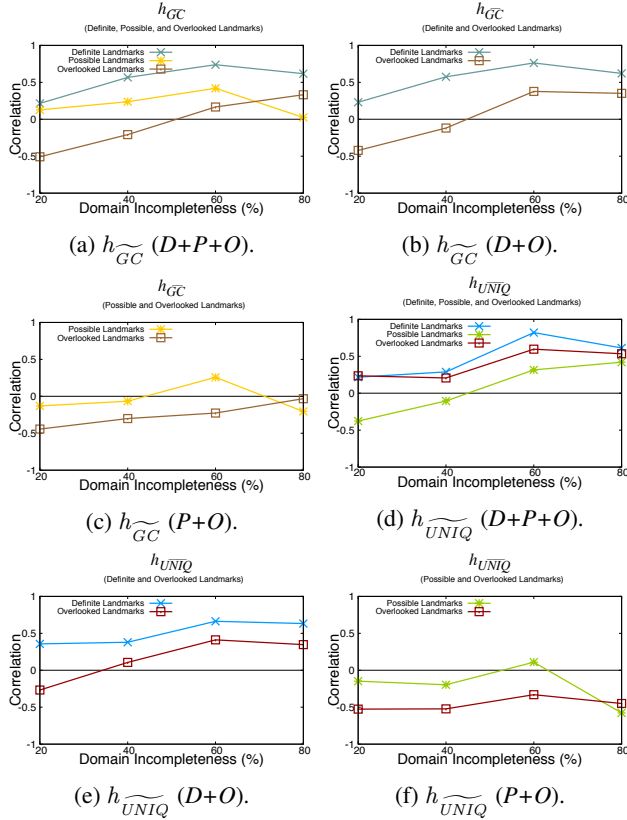 h_GC~
(Definite, Possible, and Overlooked Landmarks)
Definite Landmarks
Possible Landmarks
Overlooked Landmarks
Correlation
1
0.5
0
-0.5
-1
20 40 60 80
Domain Incompleteness (%)
(a) h_GC~ (D+P+O).
h_GC~
(Definite and Overlooked Landmarks)
Definite Landmarks
Overlooked Landmarks
Correlation
1
0.5
0
-0.5
-1
20 40 60 80
Domain Incompleteness (%)
(b) h_GC~ (D+O).
h_GC~
(Possible and Overlooked Landmarks)
Possible Landmarks
Overlooked Landmarks
Correlation
1
0.5
0
-0.5
-1
20 40 60 80
Domain Incompleteness (%)
(c) h_GC~ (P+O).
h_UNIQ~
(Definite, Possible, and Overlooked Landmarks)
Definite Landmarks
Possible Landmarks
Overlooked Landmarks
Correlation
1
0.5
0
-0.5
-1
20 40 60 80
Domain Incompleteness (%)
(d) h_UNIQ~ (D+P+O).
h_UNIQ~
(Definite and Overlooked Landmarks)
Definite Landmarks
Overlooked Landmarks
Correlation
1
0.5
0
-0.5
-1
20 40 60 80
Domain Incompleteness (%)
(e) h_UNIQ~ (D+O).
h_UNIQ~
(Possible and Overlooked Landmarks)
Possible Landmarks
Overlooked Landmarks
Correlation
1
0.5
0
-0.5
-1
20 40 60 80
Domain Incompleteness (%)
(f) h_UNIQ~ (P+O).